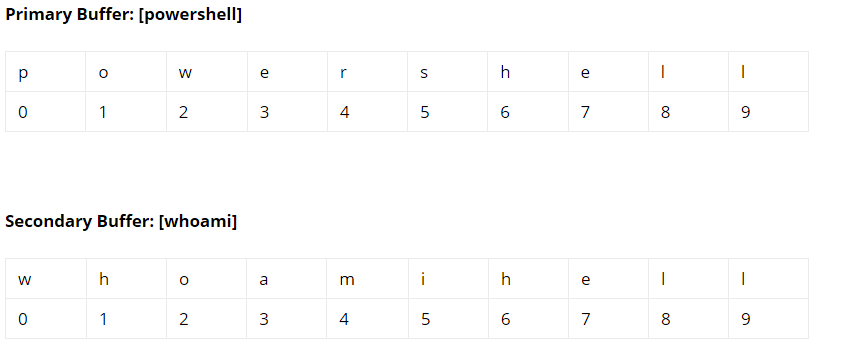 Primary Buffer: [powershell]
p o w e r s h e l l
0 1 2 3 4 5 6 7 8 9
Secondary Buffer: [whoami]
w h o a m i h e l l
0 1 2 3 4 5 6 7 8 9